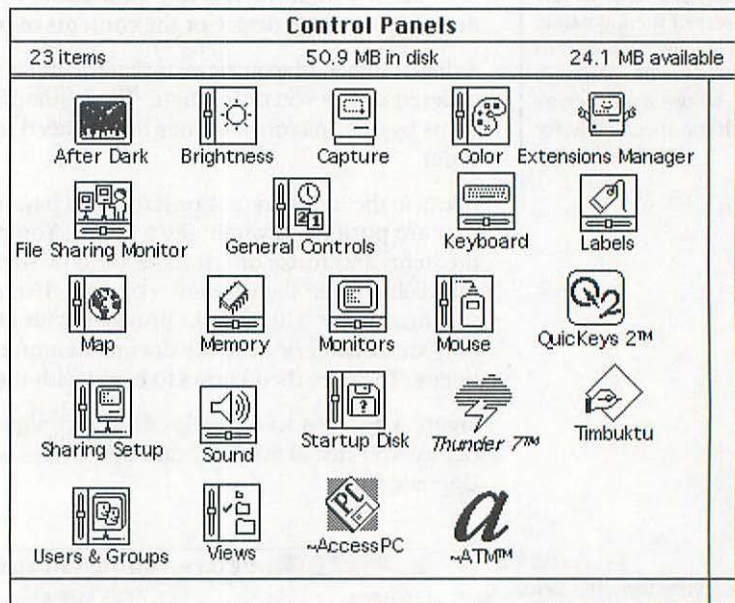 Control Panels
23 items 50.9 MB in disk 24.1 MB available
After Dark Brightness Capture Color Extensions Manager
File Sharing Monitor General Controls Keyboard Labels
Map Memory Monitors Mouse QuicKeys 2™
Sharing Setup Sound Startup Disk Thunder 7™ Timbuktu
Users & Groups Views ~AccessPC ~ATM™